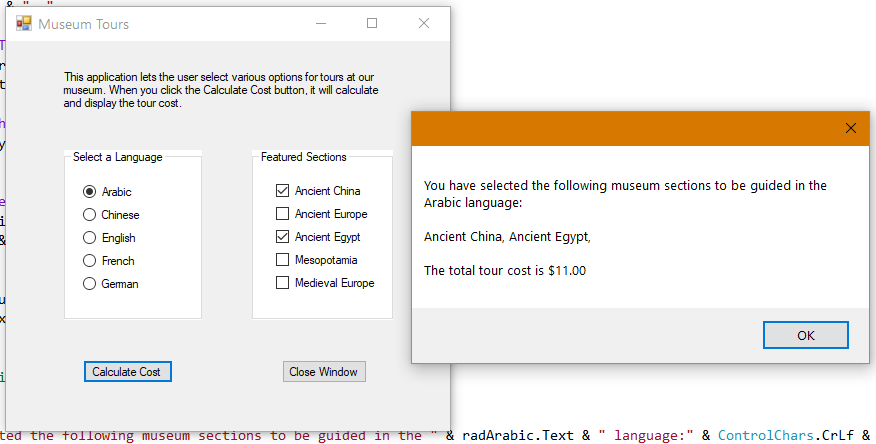 & ", "
Museum Tours
This application lets the user select various options for tours at our
museum. When you click the Calculate Cost button, it will calculate
and display the tour cost.
Select a Language
Arabic
Chinese
English
French
German
Featured Sections
Ancient China
Ancient Europe
Ancient Egypt
Mesopotamia
Medieval Europe
Calculate Cost
Close Window
You have selected the following museum sections to be guided in the
Arabic language:
Ancient China, Ancient Egypt,
The total tour cost is $11.00
OK
ted the following museum sections to be guided in the " & radArabic.Text & " language:" & ControlChars.CrLf &